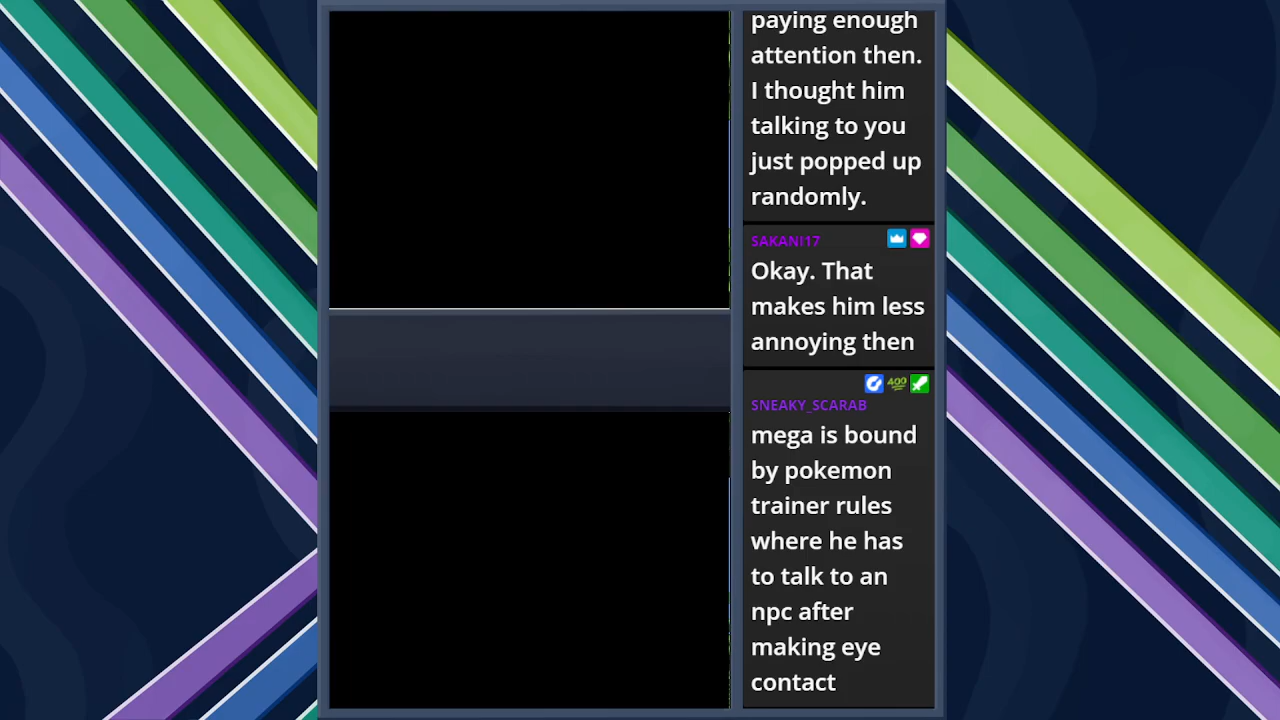 paying enough
attention then.
I thought him
talking to you
just popped up
randomly.
SAKANI17
Okay. That
makes him less
annoying then
400
SNEAKY_SCARAB
mega is bound
by pokemon
trainer rules
where he has
to talk to an
npc after
making eye
contact